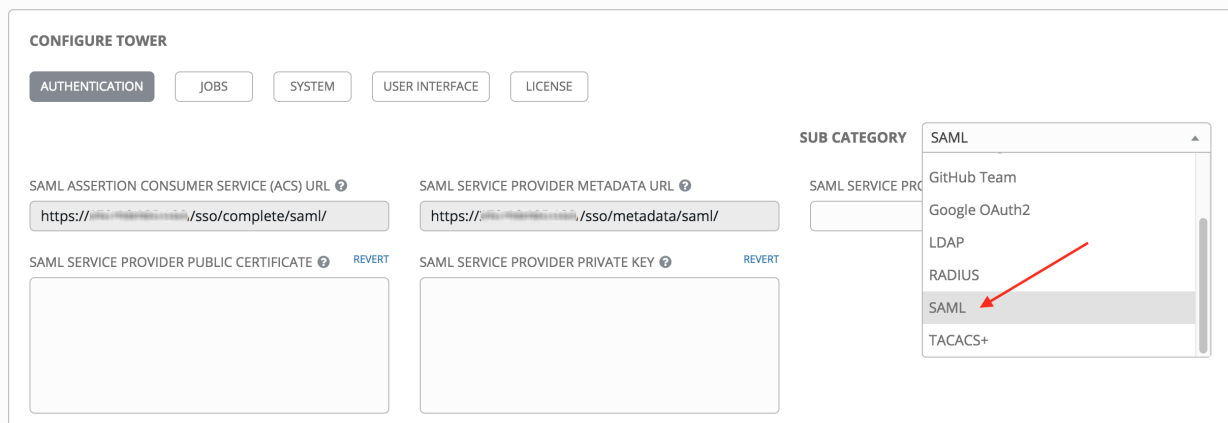 CONFIGURE TOWER
AUTHENTICATION JOBS SYSTEM USER INTERFACE LICENSE
SUB CATEGORY SAML
SAML ASSERTION CONSUMER SERVICE (ACS) URL ?
https:// /sso/complete/saml/
SAML SERVICE PROVIDER METADATA URL ?
https:// /sso/metadata/saml/
SAML SERVICE
GitHub Team
Google OAuth2
LDAP
RADIUS
SAML
TACACS+
SAML SERVICE PROVIDER PUBLIC CERTIFICATE ? REVERT
SAML SERVICE PROVIDER PRIVATE KEY ? REVERT